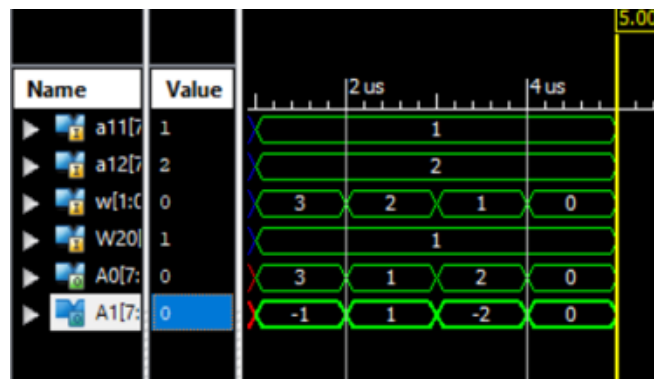 5.00
Name Value 2 us 4 us
a11[7 1 1
a12[7 2 2
w[1:0 0 3 2 1 0
W20[ 1 1
A0[7: 0 3 1 2 0
A1[7: 0 -1 1 -2 0